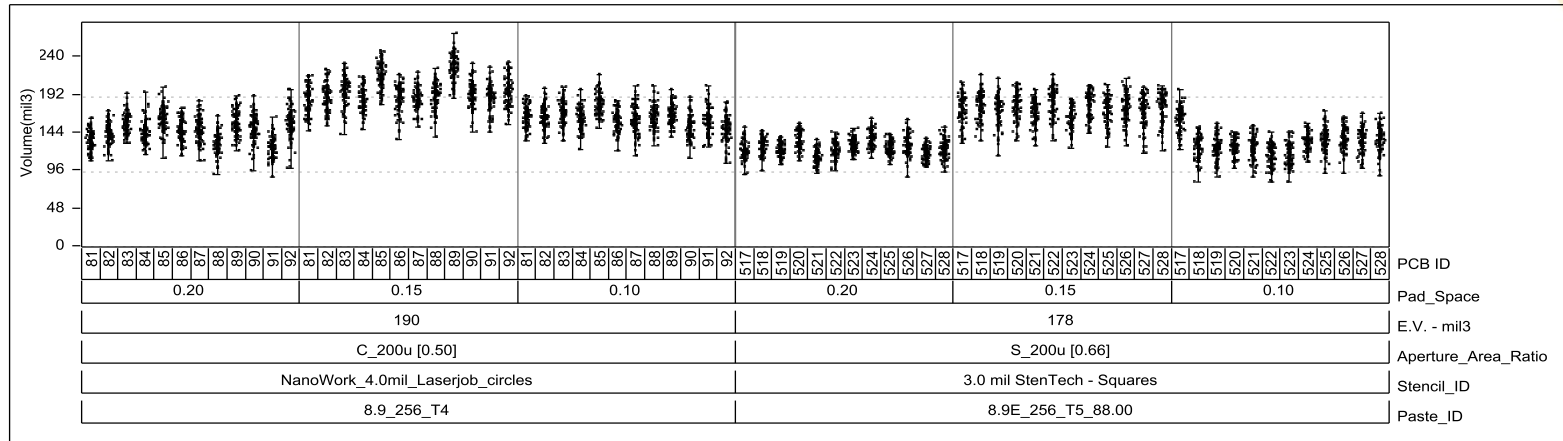 Volume(mil3)
240
192
144
96
48
0
81 82 83 84 85 86 87 88 89 90 91 92 81 82 83 84 85 86 87 88 89 90 91 92 81 82 83 84 85 86 87 88 89 90 91 92 517 518 519 520 521 522 523 524 525 526 527 528 517 518 519 520 521 522 523 524 525 526 527 528 517 518 519 520 521 522 523 524 525 526 527 528 PCB ID
0.20 0.15 0.10 0.20 0.15 0.10 Pad_Space
190 178 E.V. - mil3
C_200u [0.50] S_200u [0.66] Aperture_Area_Ratio
NanoWork_4.0mil_Laserjob_circles 3.0 mil StenTech - Squares Stencil_ID
8.9_256_T4 8.9E_256_T5_88.00 Paste_ID